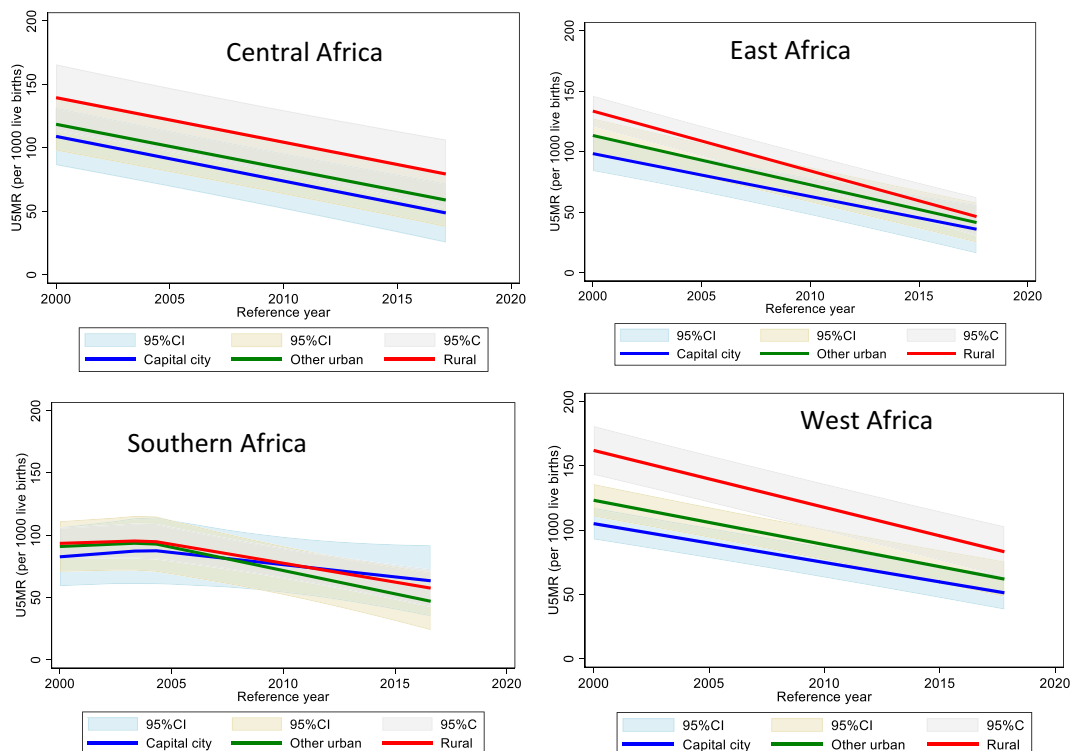 Central Africa
U5MR (per 1000 live births)
200
150
100
50
0
2000 2005 2010 2015 2020
Reference year
95%CI 95%CI 95%C
Capital city Other urban Rural
East Africa
U5MR (per 1000 live births)
200
150
100
50
0
2000 2005 2010 2015 2020
Reference year
95%CI 95%CI 95%C
Capital city Other urban Rural
Southern Africa
U5MR (per 1000 live births)
200
150
100
50
0
2000 2005 2010 2015 2020
Reference year
95%CI 95%CI 95%C
Capital city Other urban Rural
West Africa
U5MR (per 1000 live births)
200
150
100
50
0
2000 2005 2010 2015 2020
Reference year
95%CI 95%CI 95%C
Capital city Other urban Rural